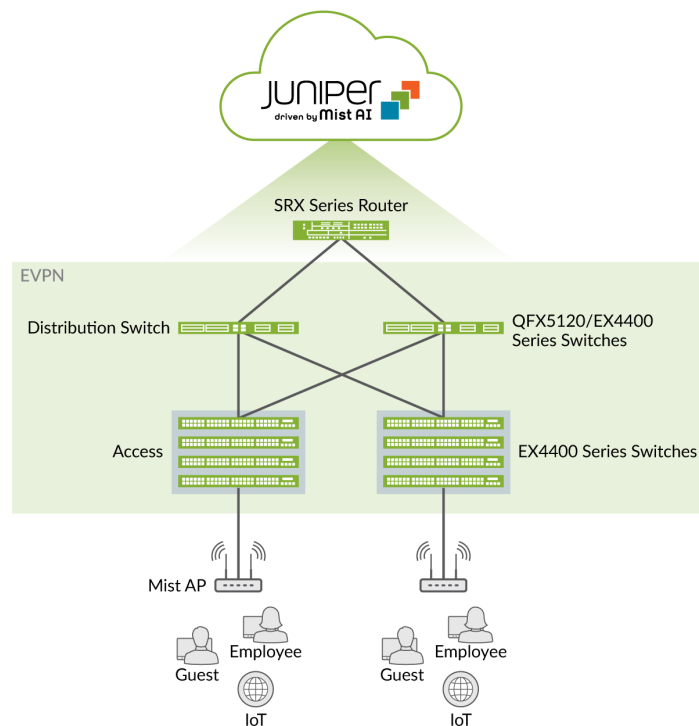 JUNIPer
driven by Mist AI
SRX Series Router
EVPN
Distribution Switch
QFX5120/EX4400
Series Switches
Access
EX4400 Series Switches
Mist AP
Employee
Guest
IoT
Employee
Guest
IoT